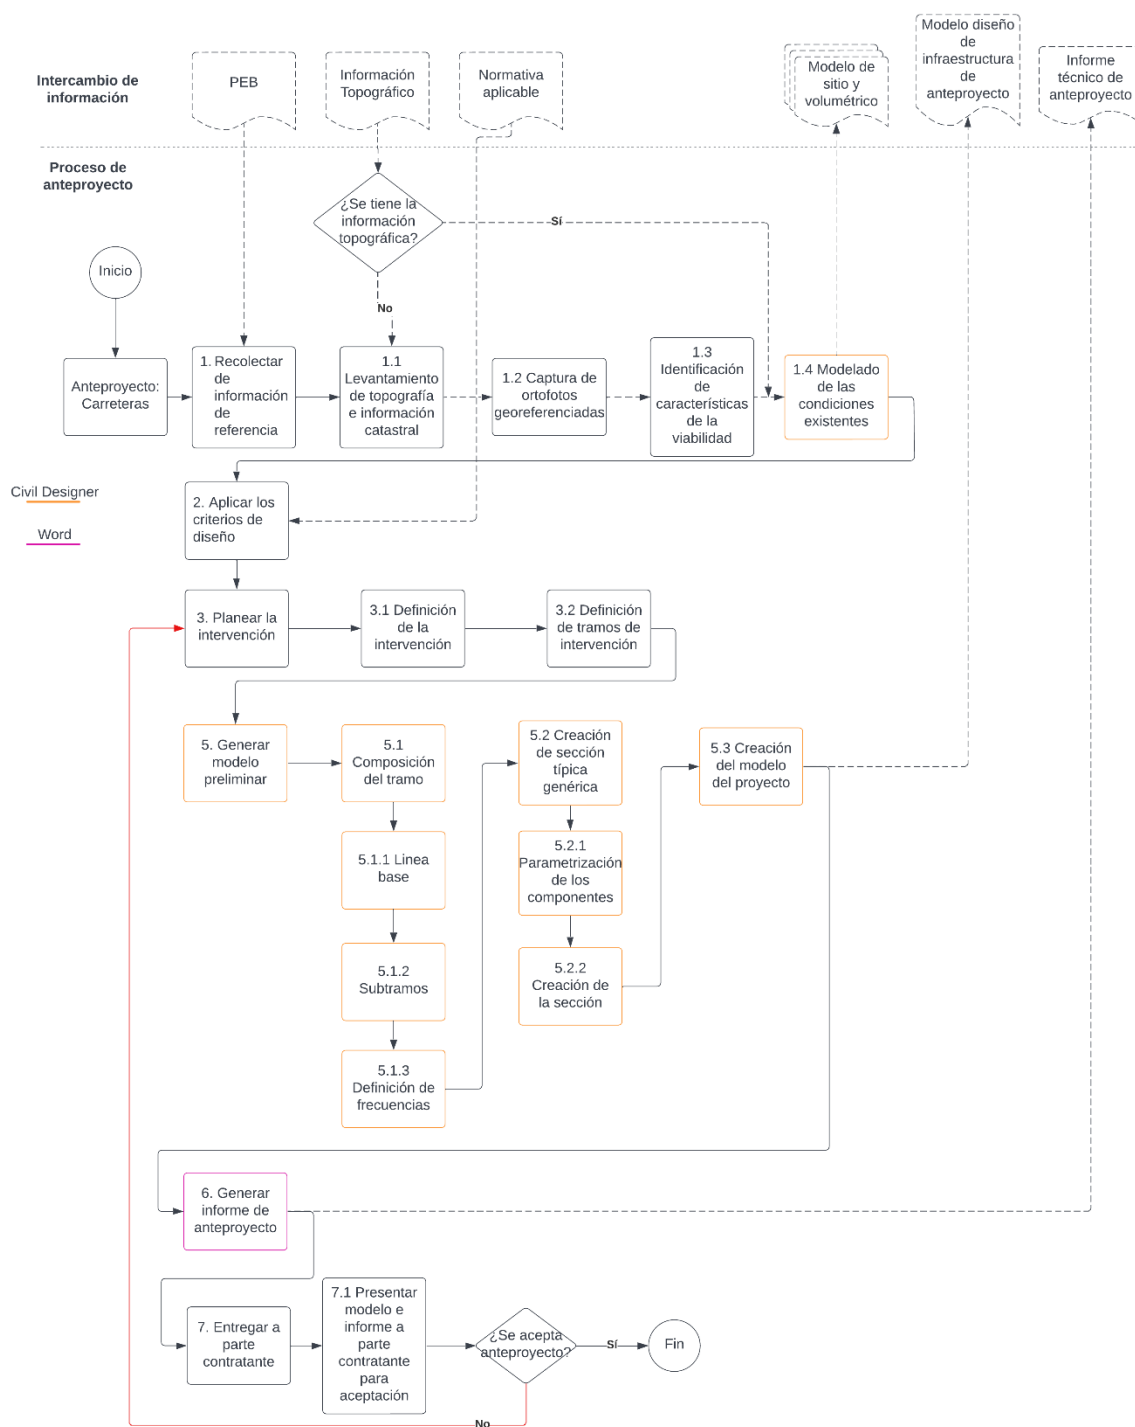 Intercambio de
información
PEB
Información
Topográfico
Normativa
aplicable
Modelo de
sitio y
volumétrico
Modelo diseño
de
infraestructura
de
anteproyecto
Informe
técnico de
anteproyecto
Proceso de
anteproyecto
¿Se tiene la
información
topográfica?
Sí
No
Inicio
Anteproyecto:
Carreteras
1. Recolectar
de
información
de
referencia
1.1
Levantamiento
de topografía
e información
catastral
1.2 Captura de
ortofotos
georeferenciadas
1.3
Identificación de
características
de la
viabilidad
1.4 Modelado
de las
condiciones
existentes
Civil Designer
Word
2. Aplicar los
criterios de
diseño
3. Planear la
intervención
3.1 Definición
de la
intervención
3.2 Definición
de tramos de
intervención
5. Generar
modelo
preliminar
5.1
Composición
del tramo
5.1.1 Linea
base
5.1.2
Subtramos
5.1.3
Definición de
frecuencias
5.2 Creación
de sección
típica
genérica
5.2.1
Parametrización
de los
componentes
5.2.2
Creación de
la sección
5.3 Creación
del modelo
del proyecto
6. Generar
informe de
anteproyecto
7. Entregar a
parte
contratante
7.1 Presentar
modelo e
informe a
parte
contratante
para
aceptación
¿Se acepta
anteproyecto?
Sí
Fin
No